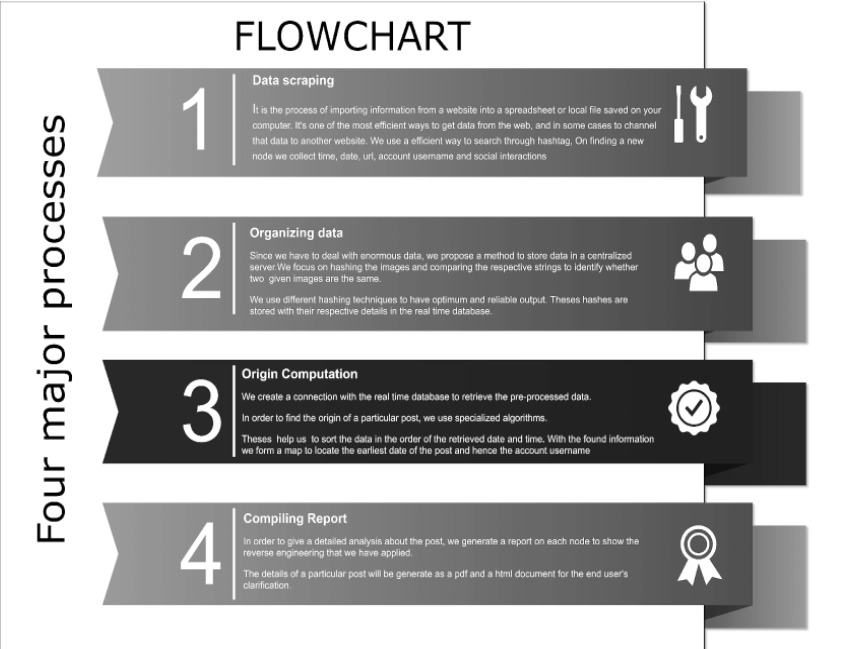 FLOWCHART
Four major processes
1
Data scraping
It is the process of importing information from a website into a spreadsheet or local file saved on your
computer. It's one of the most efficient ways to get data from the web, and in some cases to channel
that data to another website. We use a efficient way to search through hashtag, On finding a new
node we collect time, date, url, account username and social interactions
2
Organizing data
Since we have to deal with enormous data, we propose a method to store data in a centralized
server.We focus on hashing the images and comparing the respective strings to identify whether
two given images are the same.
We use different hashing techniques to have optimum and reliable output. Theses hashes are
stored with their respective details in the real time database.
3
Origin Computation
We create a connection with the real time database to retrieve the pre-processed data.
In order to find the origin of a particular post, we use specialized algorithms.
Theses help us to sort the data in the order of the retrieved date and time. With the found information
we form a map to locate the earliest date of the post and hence the account username
4
Compiling Report
In order to give a detailed analysis about the post, we generate a report on each node to show the
reverse engineering that we have applied.
The details of a particular post will be generate as a pdf and a html document for the end user's
clarification.